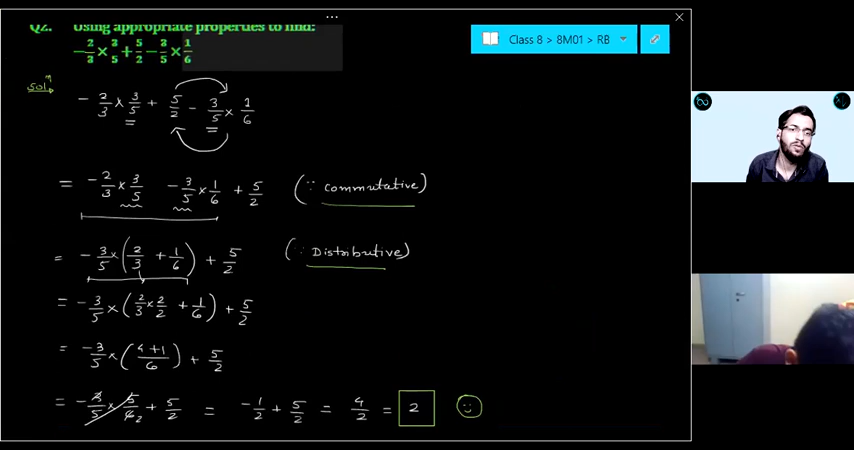 Q2. Using appropriate properties to find:
-2/3 × 3/5 + 5/2 - 3/5 × 1/6
Class 8 > 8M01 > RB
Solⁿ
- 2/3 × 3/5 + 5/2 - 3/5 × 1/6
= -2/3 × 3/5 -3/5 × 1/6 + 5/2 (∵ Commutative)
= -3/5 × (2/3 + 1/6) + 5/2 (∵ Distributive)
= -3/5 × (2/3 × 2/2 + 1/6) + 5/2
= -3/5 × (4+1/6) + 5/2
= -3/5 × 5/6 2 + 5/2 = -1/2 + 5/2 = 4/2 = 2